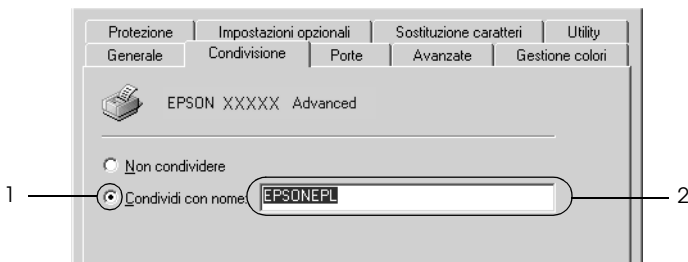 Protezione Impostazioni opzionali Sostituzione caratteri Utility
Generale Condivisione Porte Avanzate Gestione colori
EPSON XXXXX Advanced
Non condividere
1 Condividi con nome: EPSONEPL 2